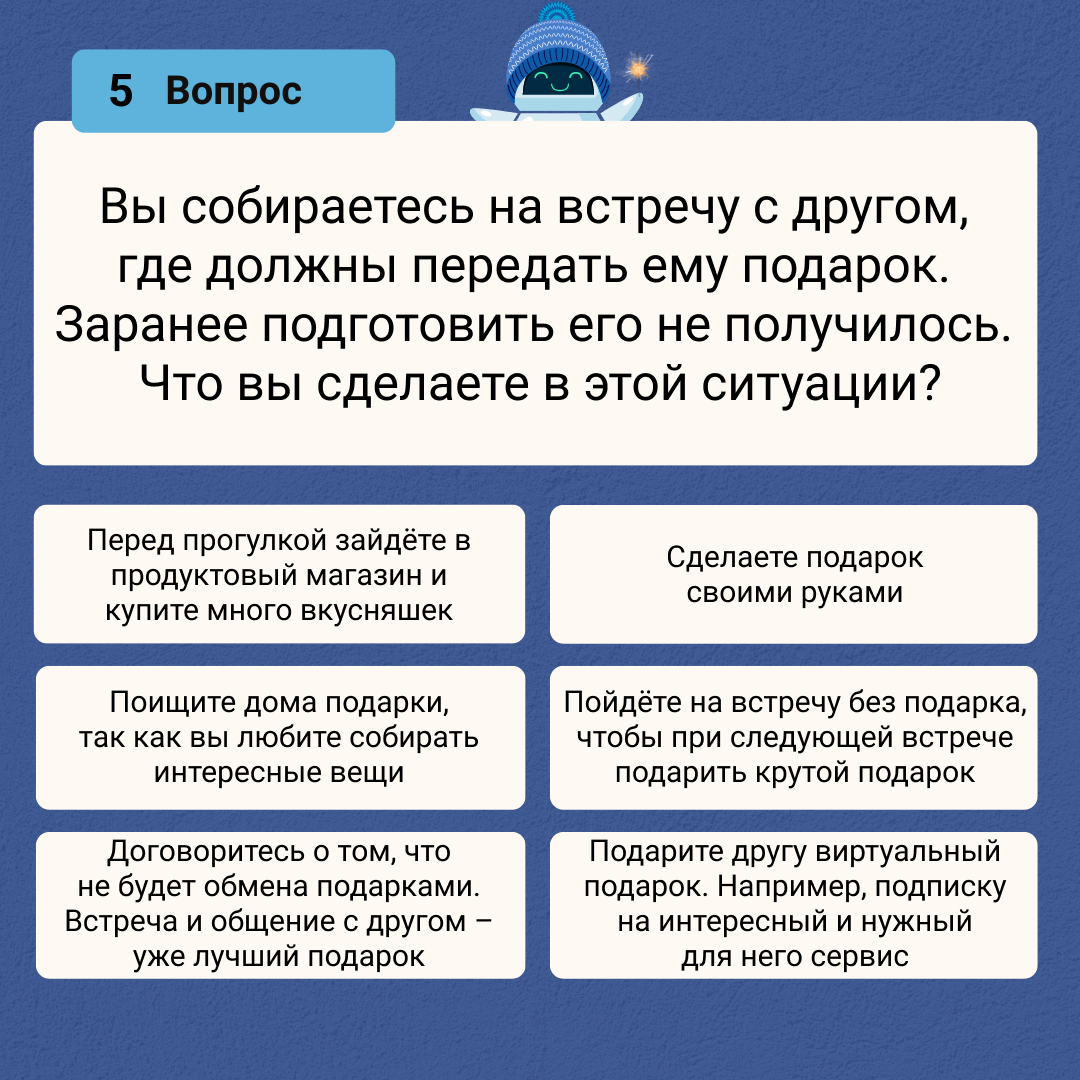 5 Вопрос
Вы собираетесь на встречу с другом,
где должны передать ему подарок.
Заранее подготовить его не получилось.
Что вы сделаете в этой ситуации?
Перед прогулкой зайдёте в
продуктовый магазин и
купите много вкусняшек
Сделаете подарок
своими руками
Поищите дома подарки,
так как вы любите собирать
интересные вещи
Пойдёте на встречу без подарка,
чтобы при следующей встрече
подарить крутой подарок
Договоритесь о том, что
не будет обмена подарками.
Встреча и общение с другом –
уже лучший подарок
Подарите другу виртуальный
подарок. Например, подписку
на интересный и нужный
для него сервис